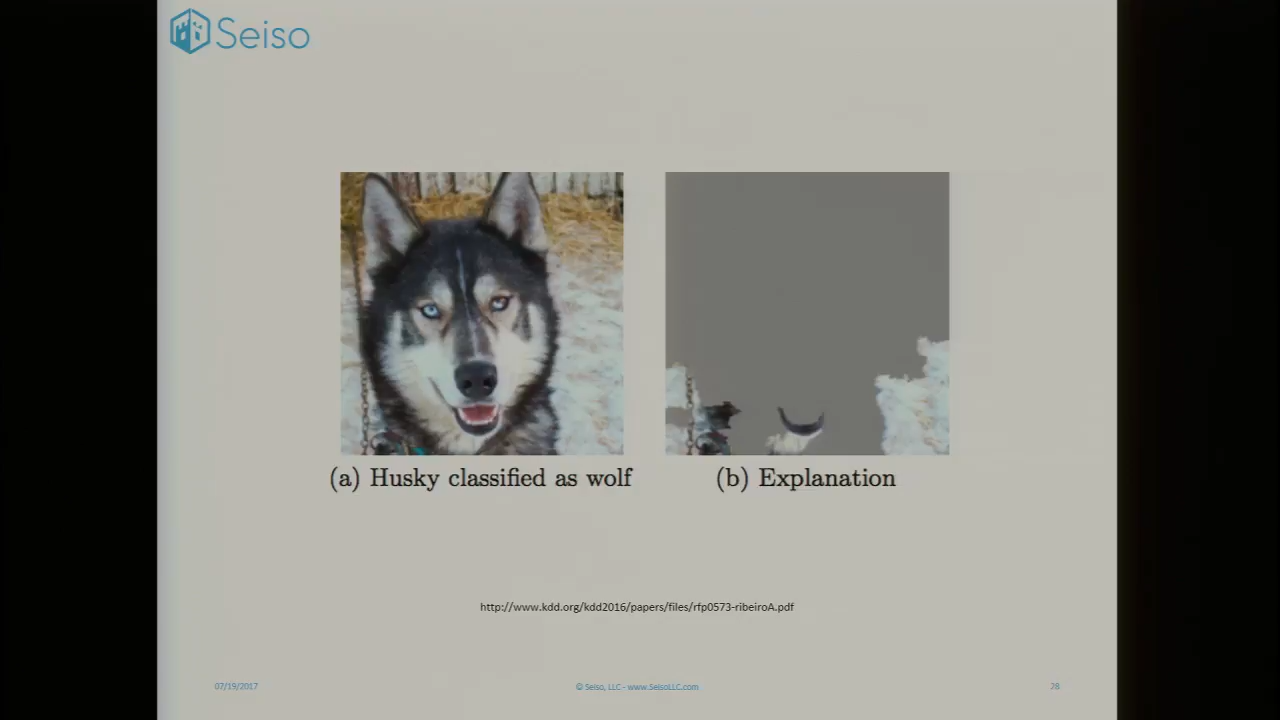 Seiso
(a) Husky classified as wolf
(b) Explanation
http://www.kdd.org/kdd2016/papers/files/rfp0573-ribeiroA.pdf
07/19/2017
© Seiso, LLC - www.SeisoLLC.com
28